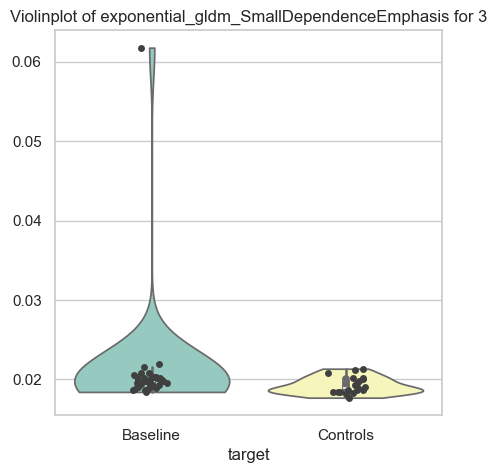 Violinplot of exponential_gldm_SmallDependenceEmphasis for 3
0.06
0.05
0.04
0.03
0.02
Baseline
Controls
target